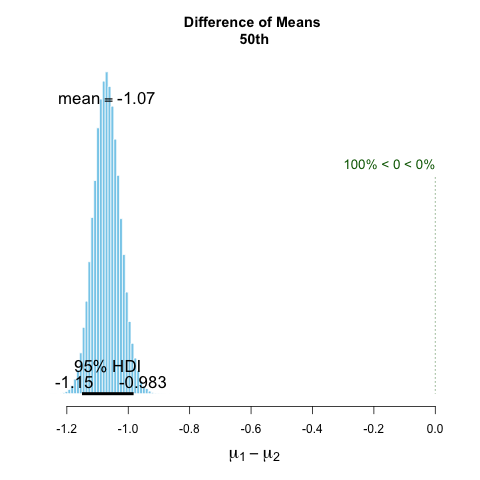 Difference of Means
50th
mean = -1.07
100% < 0 < 0%
95% HDI
-1.15 -0.983
-1.2 -1.0 -0.8 -0.6 -0.4 -0.2 0.0
μ1 − μ2